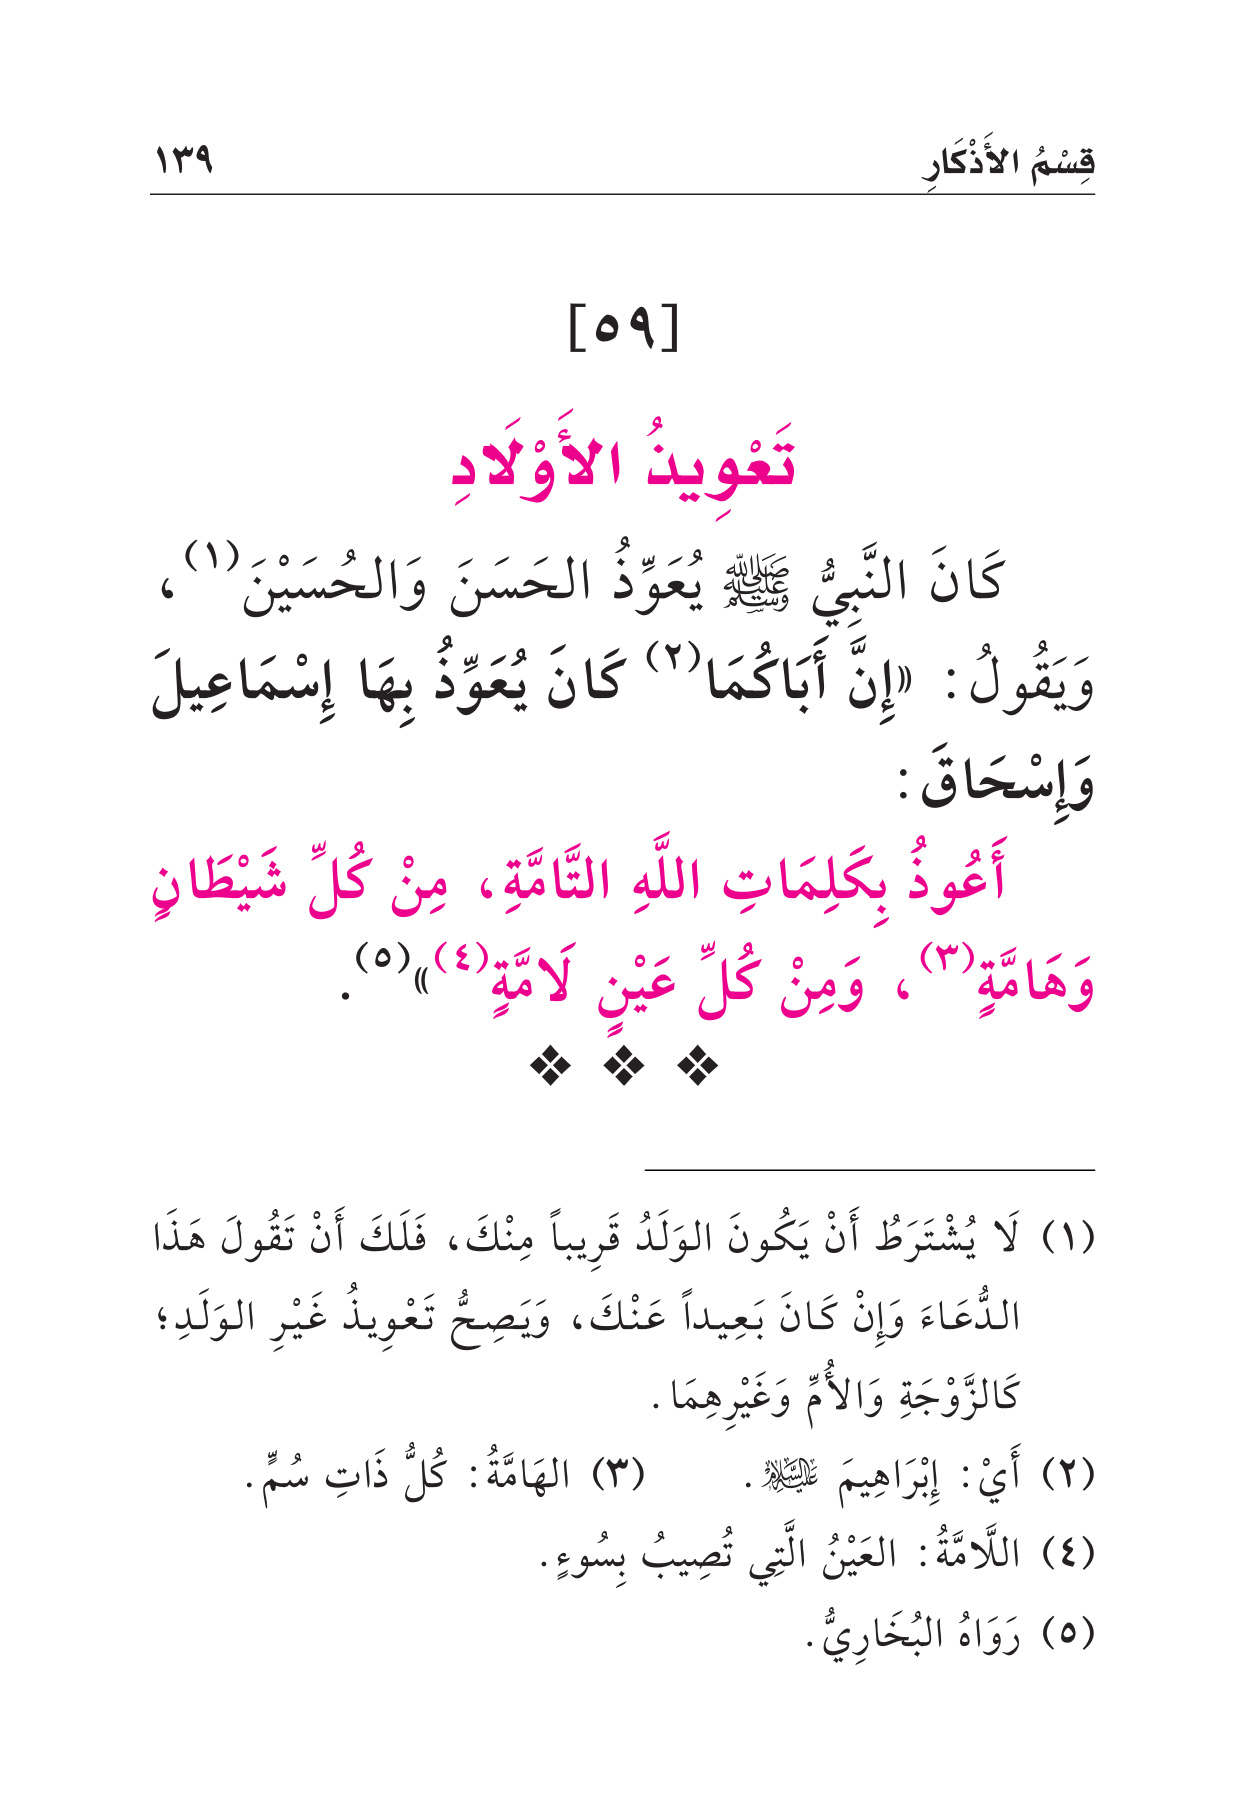 قِسْمُ الأَذْكَارِ ١٣٩
[٥٩]
تَعْوِيذُ الأَوْلَادِ
كَانَ النَّبِيُّ ﷺ يُعَوِّذُ الحَسَنَ وَالحُسَيْنَ(١)،
وَيَقُولُ: «إِنَّ أَبَاكُمَا(٢) كَانَ يُعَوِّذُ بِهَا إِسْمَاعِيلَ
وَإِسْحَاقَ:
أَعُوذُ بِكَلِمَاتِ اللَّهِ التَّامَّةِ، مِنْ كُلِّ شَيْطَانٍ
وَهَامَّةٍ(٣)، وَمِنْ كُلِّ عَيْنٍ لَامَّةٍ(٤)»(٥).
(١) لَا يُشْتَرَطُ أَنْ يَكُونَ الوَلَدُ قَرِيباً مِنْكَ، فَلَكَ أَنْ تَقُولَ هَذَا
الدُّعَاءَ وَإِنْ كَانَ بَعِيداً عَنْكَ، وَيَصِحُّ تَعْوِيذُ غَيْرِ الوَلَدِ؛
كَالزَّوْجَةِ وَالأُمِّ وَغَيْرِهِمَا.
(٢) أَيْ: إِبْرَاهِيمَ عَلَيْهِ السَّلَامُ. (٣) الهَامَّةُ: كُلُّ ذَاتِ سُمٍّ.
(٤) اللَّامَّةُ: العَيْنُ الَّتِي تُصِيبُ بِسُوءٍ.
(٥) رَوَاهُ البُخَارِيُّ.